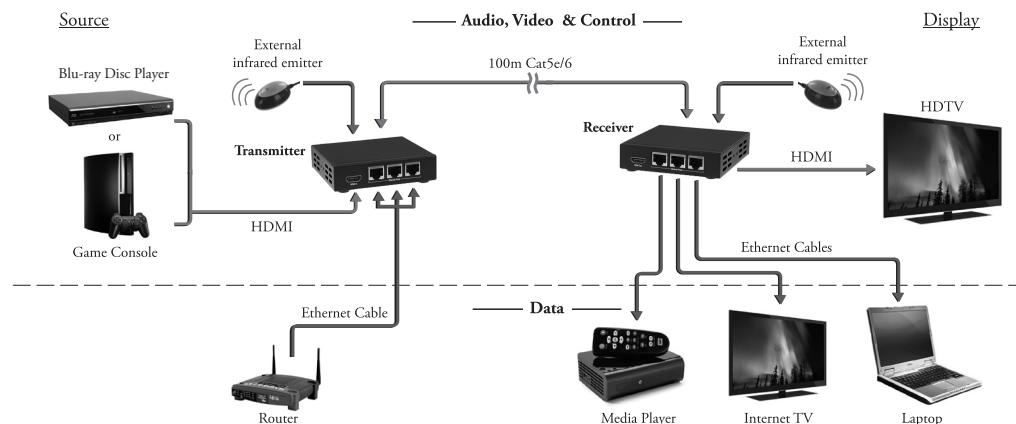 Source
Audio, Video & Control
Display
External
infrared emitter
100m Cat5e/6
External
infrared emitter
Blu-ray Disc Player
HDTV
or
Receiver
Transmitter
HDMI
HDMI
Game Console
Ethernet Cables
Ethernet Cable
Data
Router
Media Player
Internet TV
Laptop